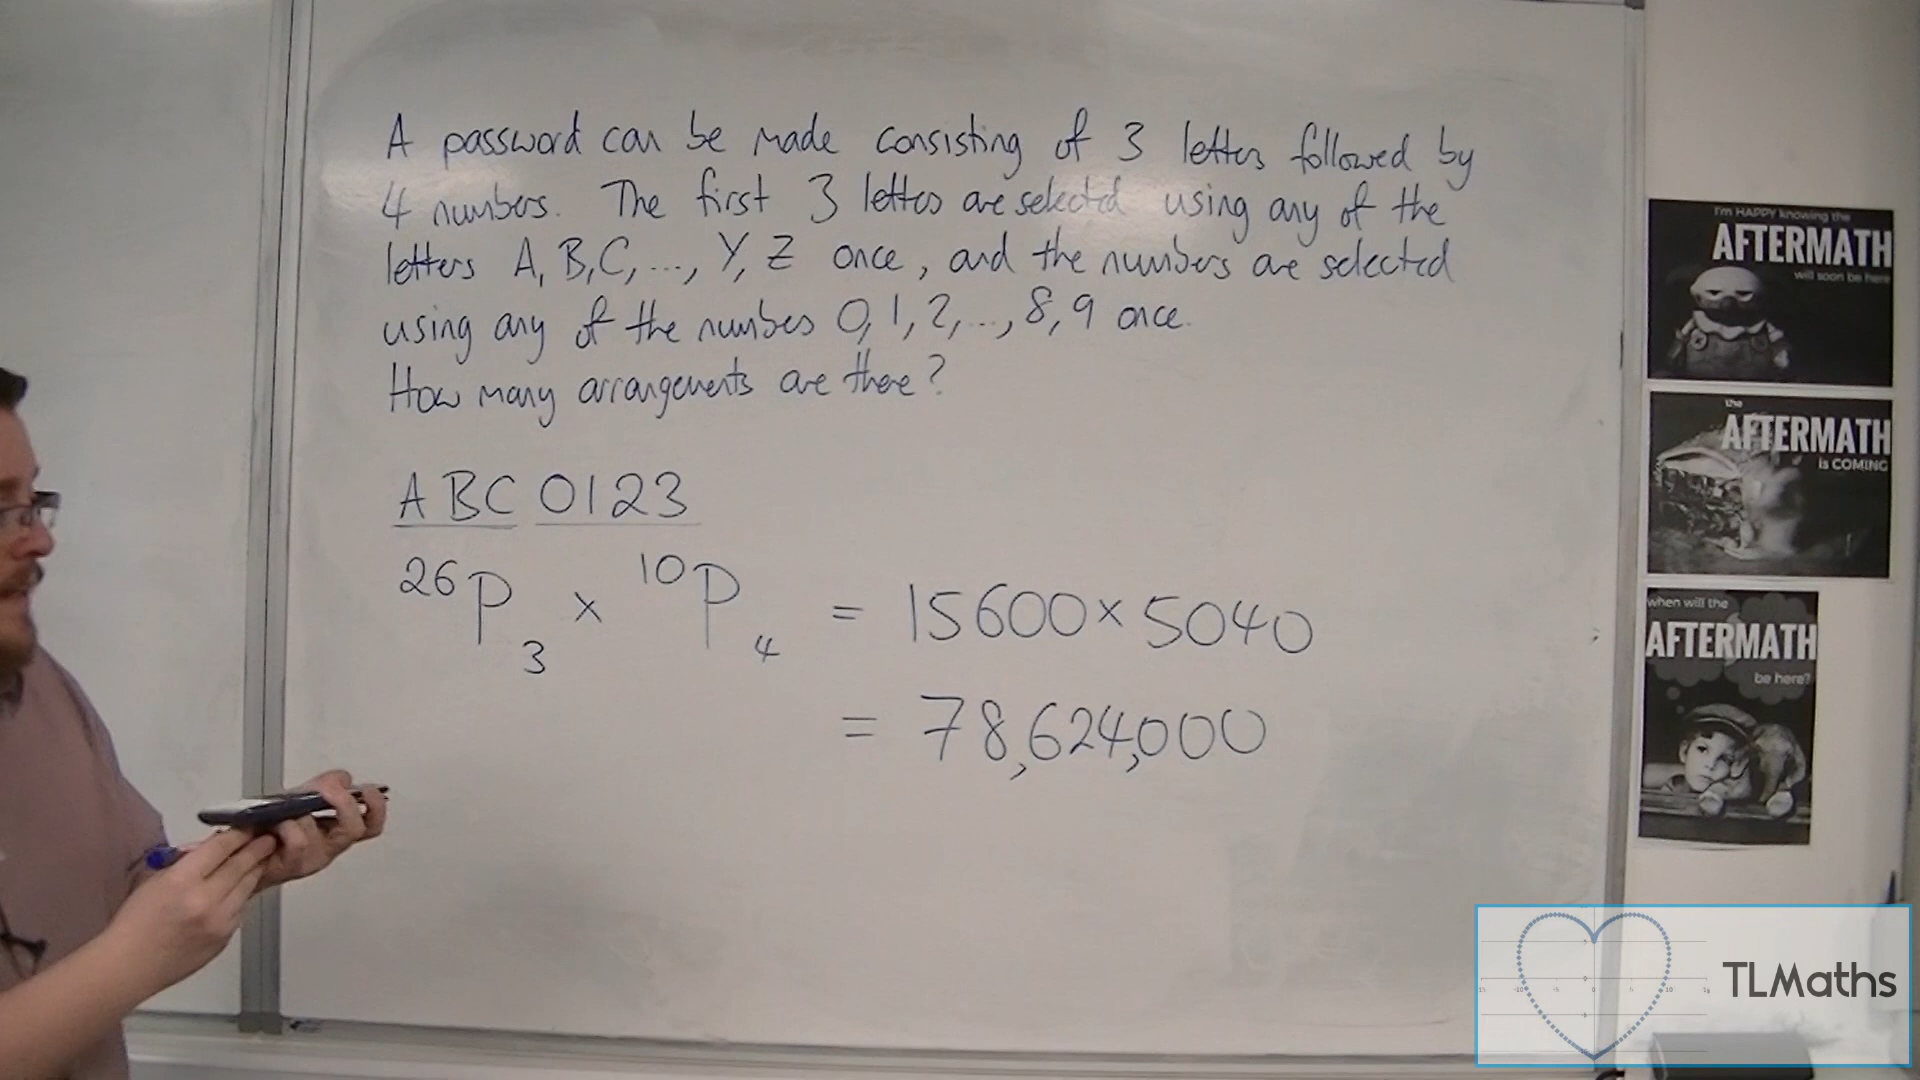 A password can be made consisting of 3 letters followed by
4 numbers. The first 3 letters are selected using any of the
letters A, B, C, ..., Y, Z once, and the numbers are selected
using any of the numbers 0, 1, 2, ..., 8, 9 once.
How many arrangements are there?
ABC 0123
²⁶P₃ × ¹⁰P₄ = 15600 × 5040
= 78,624,000
I'm HAPPY knowing the
AFTERMATH
will soon be here
the
AFTERMATH
is COMING
when will the
AFTERMATH
be here?
TLMaths